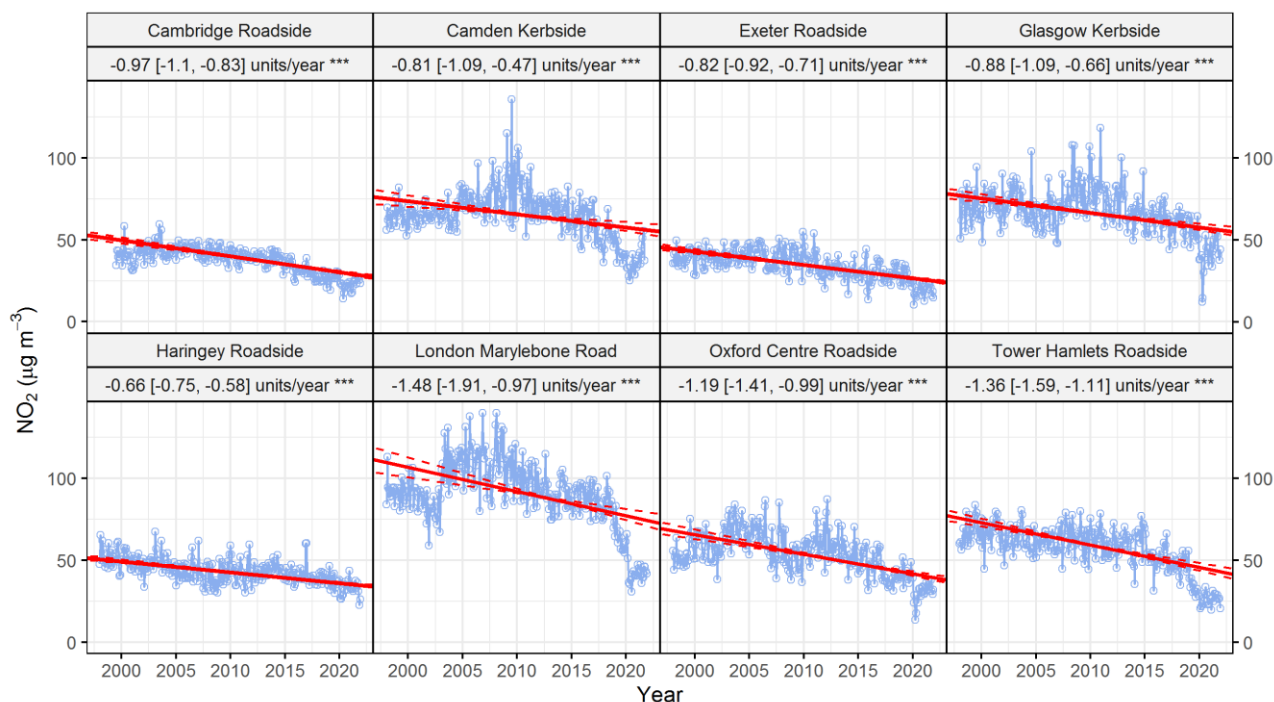 Cambridge Roadside
Camden Kerbside
Exeter Roadside
Glasgow Kerbside
-0.97 [-1.1, -0.83] units/year ***
-0.81 [-1.09, -0.47] units/year ***
-0.82 [-0.92, -0.71] units/year ***
-0.88 [-1.09, -0.66] units/year ***
100
50
0
100
50
0
Haringey Roadside
London Marylebone Road
Oxford Centre Roadside
Tower Hamlets Roadside
-0.66 [-0.75, -0.58] units/year ***
-1.48 [-1.91, -0.97] units/year ***
-1.19 [-1.41, -0.99] units/year ***
-1.36 [-1.59, -1.11] units/year ***
100
50
0
100
50
0
2000 2005 2010 2015 2020
2000 2005 2010 2015 2020
2000 2005 2010 2015 2020
2000 2005 2010 2015 2020
Year
NO₂ (µg m⁻³)